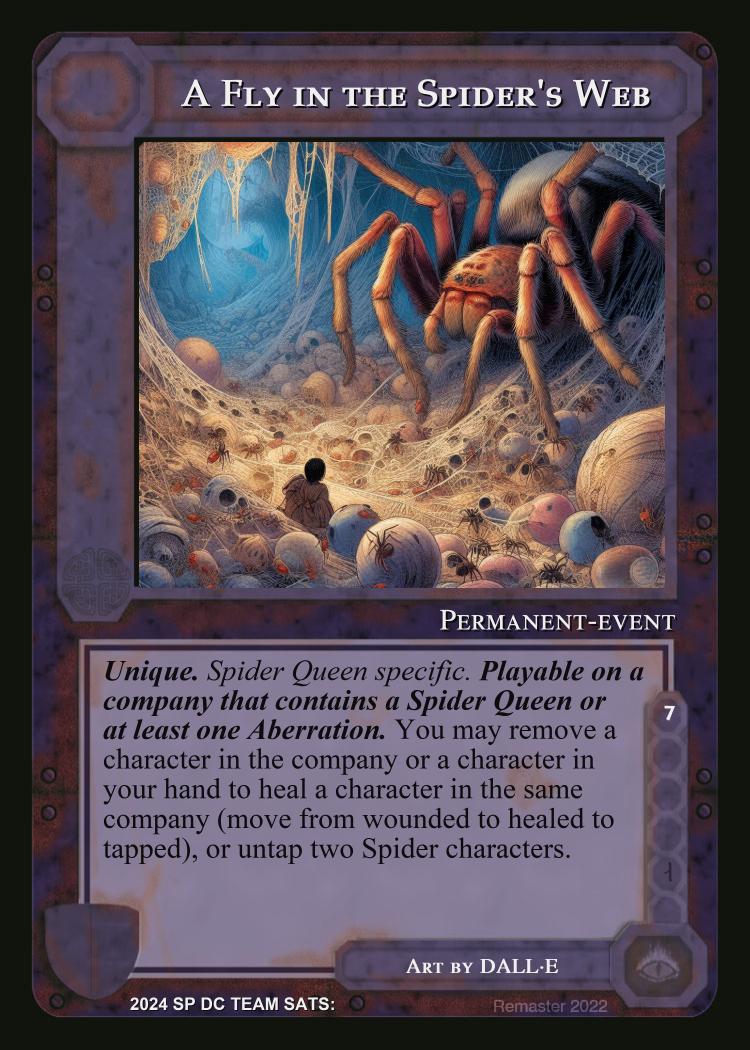 A Fly in the Spider's Web
Permanent-event
Unique. Spider Queen specific. Playable on a
company that contains a Spider Queen or
at least one Aberration. You may remove a
character in the company or a character in
your hand to heal a character in the same
company (move from wounded to healed to
tapped), or untap two Spider characters.
7
Art by DALL·E
2024 SP DC TEAM SATS:
Remaster 2022